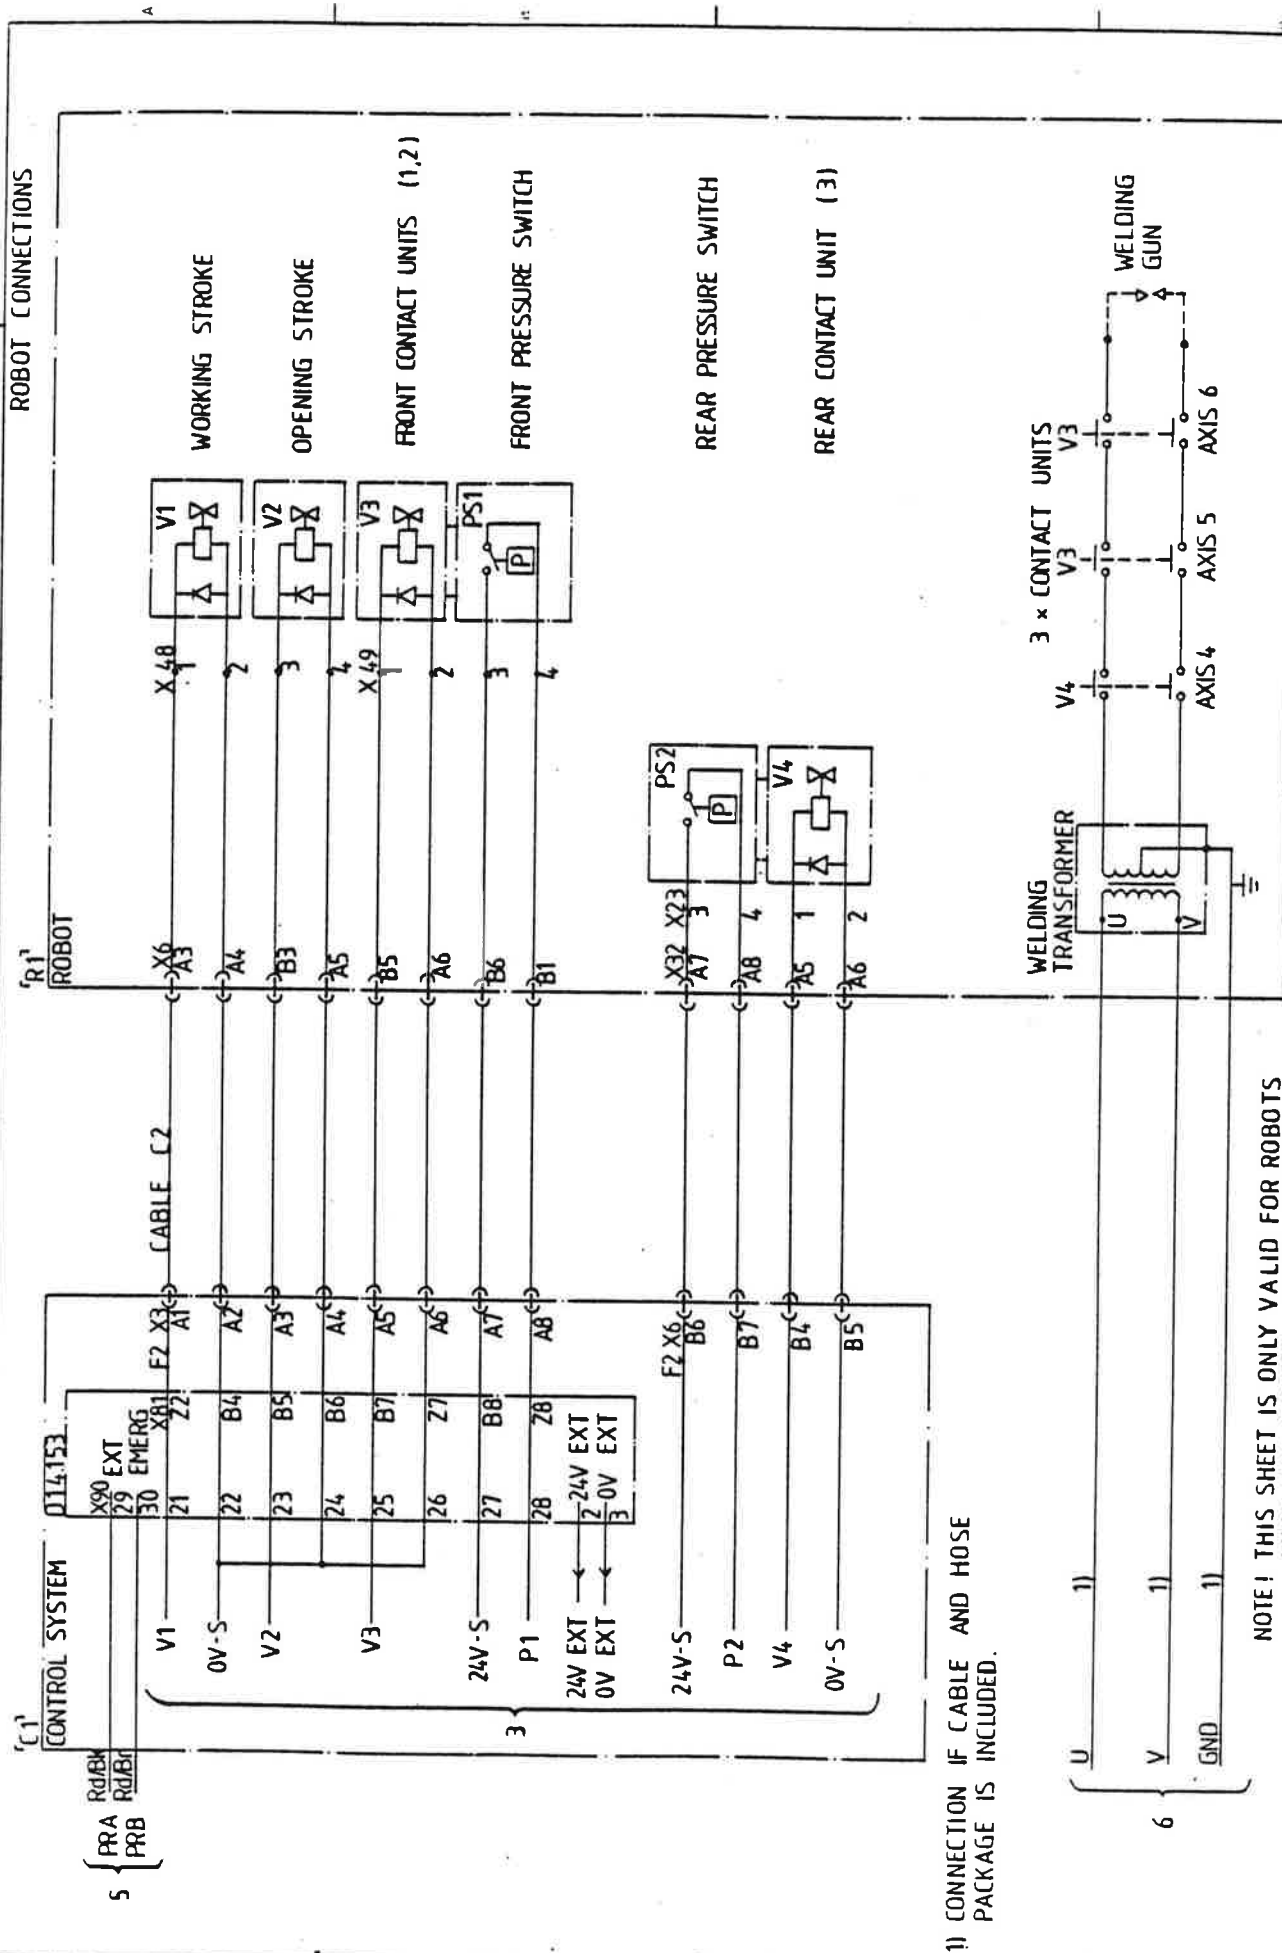 ROBOT CONNECTIONS
A
'R1'
ROBOT
'C1'
CONTROL SYSTEM
D14.153
5
PRA Rd/Bk
PRB Rd/Br
X90
29 EXT
30 EMERG
V1 21 X81 Z2 F2 X3 A1 CABLE C2 X6 A3 X48 1 V1 WORKING STROKE
0V-S 22 B4 A2 A4 2
V2 23 B5 A3 B3 3 V2 OPENING STROKE
24 B6 A4 A5 4
V3 25 B7 A5 B5 X49 1 V3 FRONT CONTACT UNITS (1,2)
26 Z7 A6 A6 2
24V-S 27 B8 A7 B6 3 PS1 FRONT PRESSURE SWITCH
P1 28 Z8 A8 B1 4 P
24V EXT 2 24V EXT
0V EXT 3 0V EXT
3
24V-S F2 X6 B6 X32 A7 X23 3 PS2 REAR PRESSURE SWITCH
P2 B7 A8 4 P
V4 B4 A5 1 V4 REAR CONTACT UNIT (3)
0V-S B5 A6 2
1) CONNECTION IF CABLE AND HOSE
PACKAGE IS INCLUDED.
WELDING
TRANSFORMER
3 x CONTACT UNITS
V4 V3 V3
WELDING
GUN
U 1) U
V 1) V
AXIS 4 AXIS 5 AXIS 6
GND 1)
6
NOTE! THIS SHEET IS ONLY VALID FOR ROBOTS